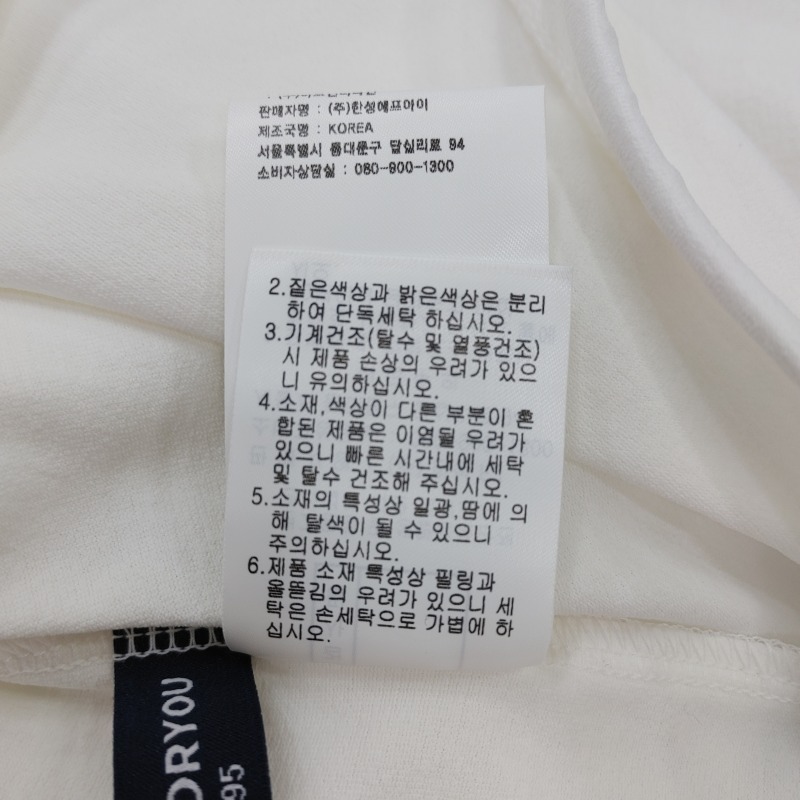 판매자명 : (주)한성에프아이
제조국명 : KOREA
서울특별시 동대문구 답십리로 94
소비자상담실 : 080-900-1300
2.짙은색상과 밝은색상은 분리
하여 단독세탁 하십시오.
3.기계건조(탈수 및 열풍건조)
시 제품 손상의 우려가 있으
니 유의하십시오.
4.소재,색상이 다른 부분이 혼
합된 제품은 이염될 우려가
있으니 빠른 시간내에 세탁
및 탈수 건조해 주십시오.
5.소재의 특성상 일광,땀에 의
해 탈색이 될 수 있으니
주의하십시오.
6.제품 소재 특성상 필링과
올뜯김의 우려가 있으니 세
탁은 손세탁으로 가볍에 하
십시오.
ORYOU
95